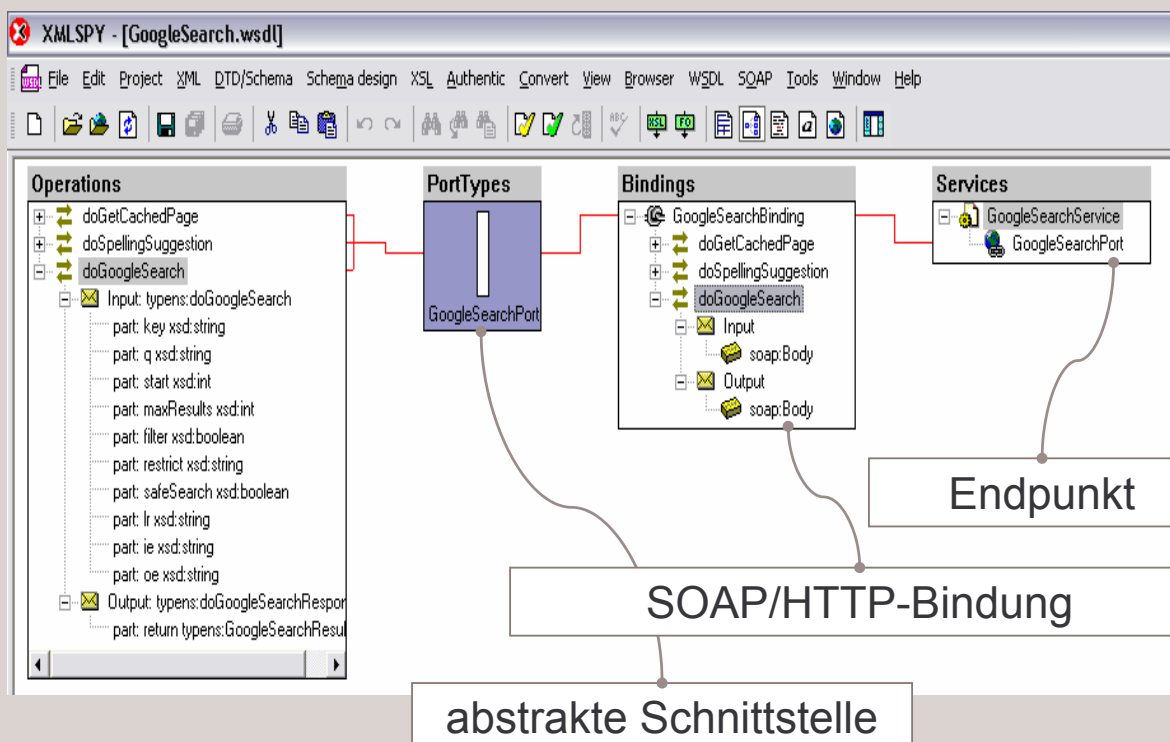 XMLSPY - [GoogleSearch.wsdl]
File Edit Project XML DTD/Schema Schema design XSL Authentic Convert View Browser WSDL SOAP Tools Window Help
Operations
doGetCachedPage
doSpellingSuggestion
doGoogleSearch
Input: typens:doGoogleSearch
part: key xsd:string
part: q xsd:string
part: start xsd:int
part: maxResults xsd:int
part: filter xsd:boolean
part: restrict xsd:string
part: safeSearch xsd:boolean
part: lr xsd:string
part: ie xsd:string
part: oe xsd:string
Output: typens:doGoogleSearchRespor
part: return typens:GoogleSearchResul
PortTypes
GoogleSearchPort
Bindings
GoogleSearchBinding
doGetCachedPage
doSpellingSuggestion
doGoogleSearch
Input
soap:Body
Output
soap:Body
Services
GoogleSearchService
GoogleSearchPort
Endpunkt
SOAP/HTTP-Bindung
abstrakte Schnittstelle